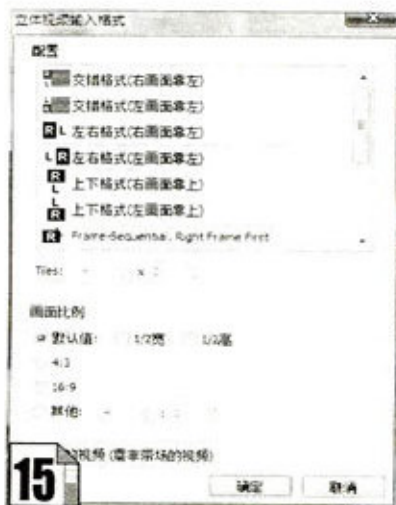 立体视频输入格式
配置
交错格式(右画面靠左)
交错格式(左画面靠左)
R L 左右格式(右画面靠左)
L R 左右格式(左画面靠左)
R L 上下格式(右画面靠上)
L R 上下格式(左画面靠上)
R Frame-Sequential, Right Frame First
Tiles: x
画面比例
默认值: 1/2宽 1/2高
4:3
16:9
其他:
视频 (需非带场的视频)
15
确定 取消